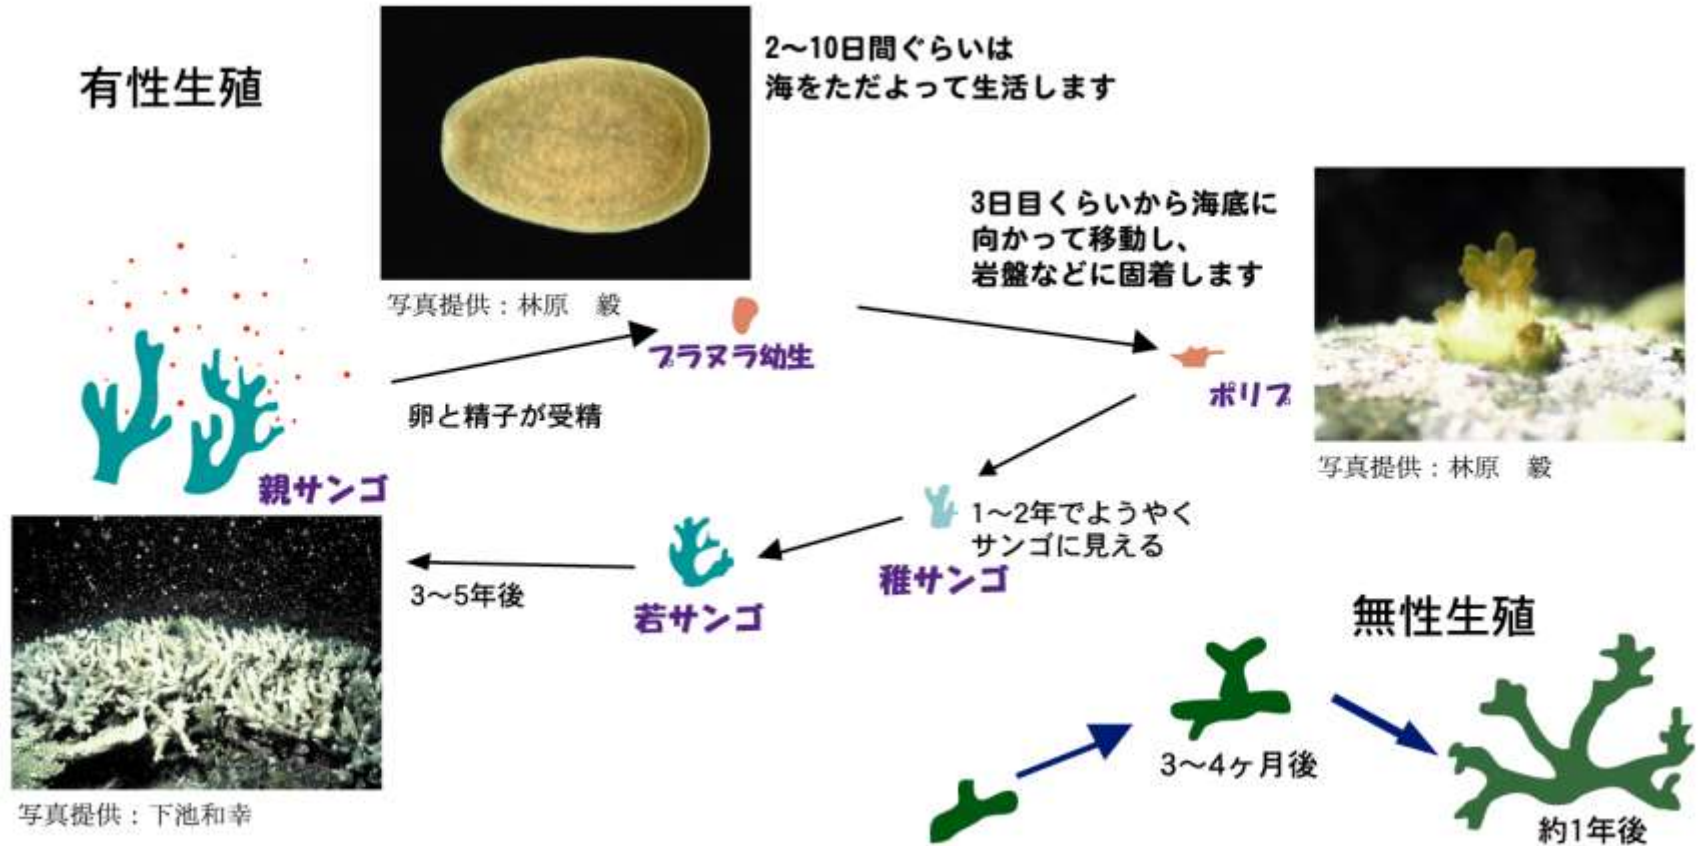 有性生殖
2～10日間ぐらいは
海をただよって生活します
写真提供：林原　毅
プラヌラ幼生
3日目くらいから海底に
向かって移動し、
岩盤などに固着します
ポリプ
写真提供：林原　毅
卵と精子が受精
親サンゴ
1～2年でようやく
サンゴに見える
稚サンゴ
若サンゴ
3～5年後
写真提供：下池和幸
無性生殖
3～4ヶ月後
約1年後